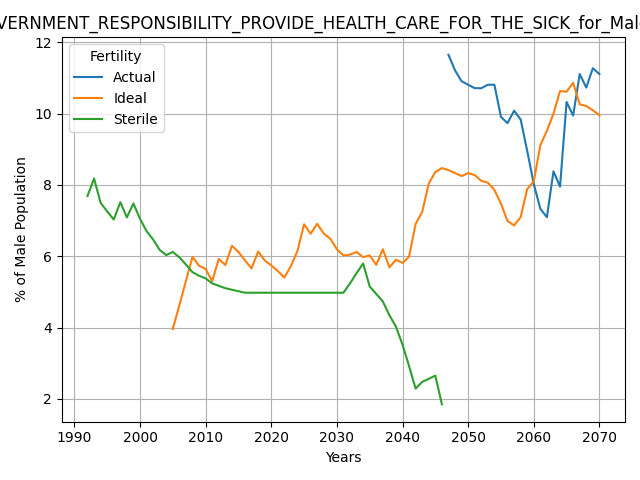 VERNMENT_RESPONSIBILITY_PROVIDE_HEALTH_CARE_FOR_THE_SICK_for_Mal
12
10
8
6
4
2
% of Male Population
Fertility
Actual
Ideal
Sterile
1990 2000 2010 2020 2030 2040 2050 2060 2070
Years